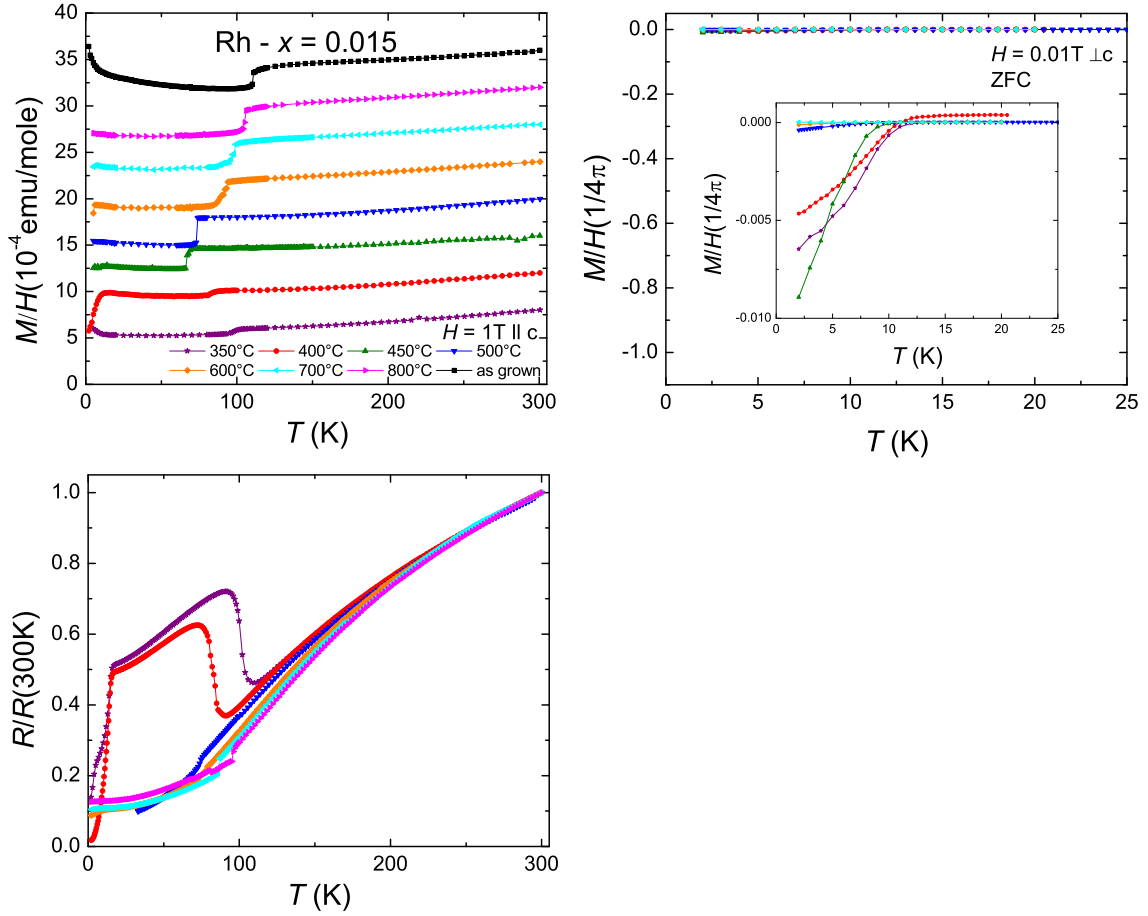 Rh - x = 0.015
40
35
30
25
20
15
10
5
0
M/H(10⁻⁴emu/mole)
H = 1T || c
350°C 400°C 450°C 500°C
600°C 700°C 800°C as grown
0 100 200 300
T (K)
0.0
-0.2
-0.4
-0.6
-0.8
-1.0
M/H(1/4π)
H = 0.01T ⊥c
ZFC
0.000
-0.005
-0.010
M/H(1/4π)
0 5 10 15 20 25
T (K)
0 5 10 15 20 25
T (K)
1.0
0.8
0.6
0.4
0.2
0.0
R/R(300K)
0 100 200 300
T (K)